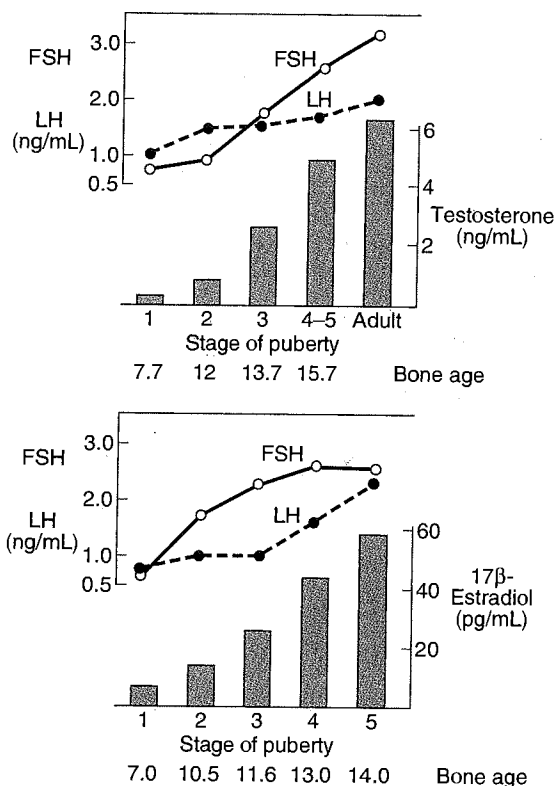 3.0
FSH
FSH
2.0
LH
LH
(ng/mL)
1.0
0.5
6
4
2
Testosterone
(ng/mL)
1 2 3 4–5 Adult
Stage of puberty
7.7 12 13.7 15.7 Bone age
3.0
FSH
FSH
2.0
LH
LH
(ng/mL)
1.0
0.5
60
40
20
17β-
Estradiol
(pg/mL)
1 2 3 4 5
Stage of puberty
7.0 10.5 11.6 13.0 14.0 Bone age